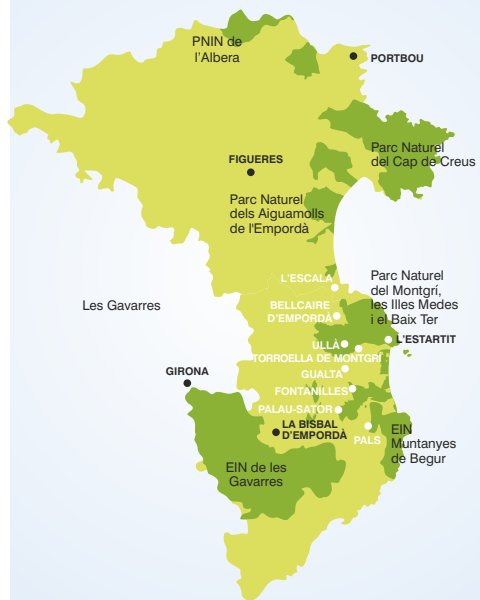 PNIN de
l'Albera
PORTBOU
Parc Naturel
del Cap de Creus
FIGUERES
Parc Naturel
dels Aiguamolls
de l'Empordà
L'ESCALA
Parc Naturel
del Montgrí,
les Illes Medes
i el Baix Ter
BELLCAIRE
D'EMPORDÀ
Les Gavarres
L'ESTARTIT
ULLÀ
TORROELLA DE MONTGRÍ
GUALTA
GIRONA
FONTANILLES
PALAU-SATOR
LA BISBAL
D'EMPORDÀ
PALS
EIN
Muntanyes
de Begur
EIN de les
Gavarres